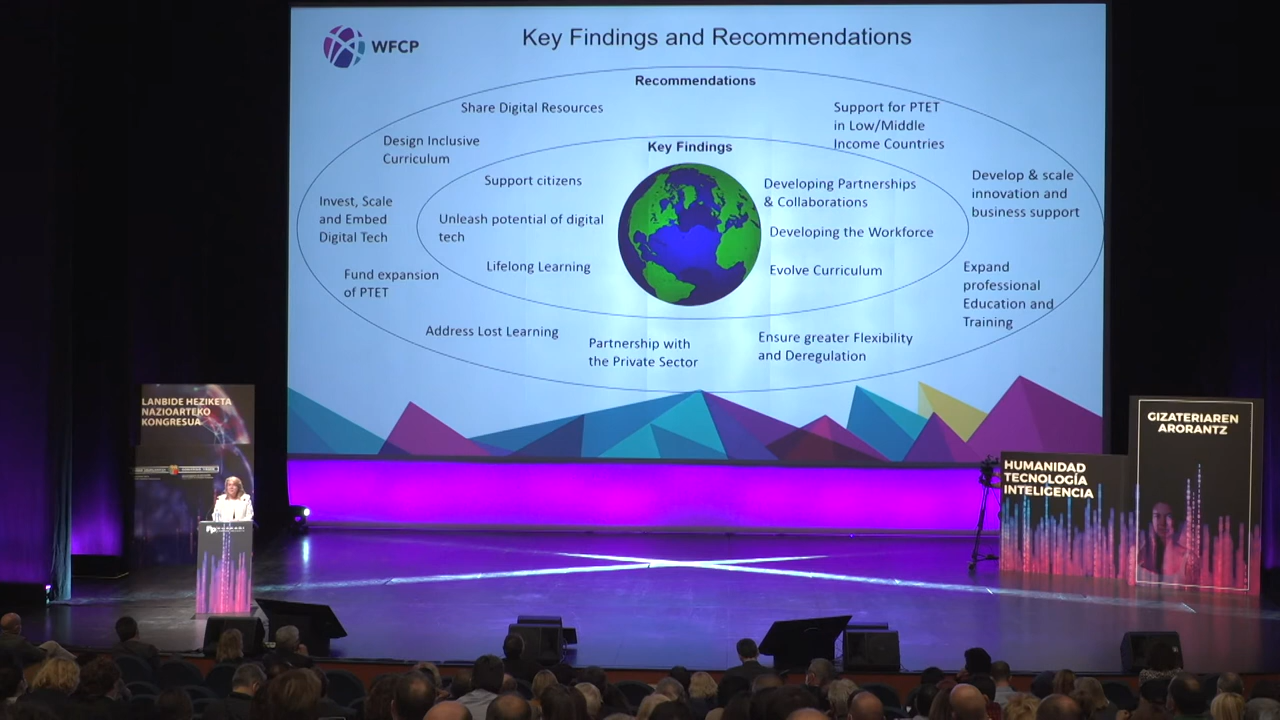 WFCP
Key Findings and Recommendations
Recommendations
Share Digital Resources
Support for PTET
in Low/Middle
Income Countries
Design Inclusive
Curriculum
Key Findings
Support citizens
Developing Partnerships
& Collaborations
Develop & scale
innovation and
business support
Invest, Scale
and Embed
Digital Tech
Unleash potential of digital
tech
Developing the Workforce
Lifelong Learning
Evolve Curriculum
Fund expansion
of PTET
Expand
professional
Education and
Training
Address Lost Learning
Partnership with
the Private Sector
Ensure greater Flexibility
and Deregulation
LANBIDE HEZIKETA
NAZIOARTEKO
KONGRESUA
HUMANIDAD
TECNOLOGÍA
INTELIGENCIA
GIZATERIAREN
ARORANTZ